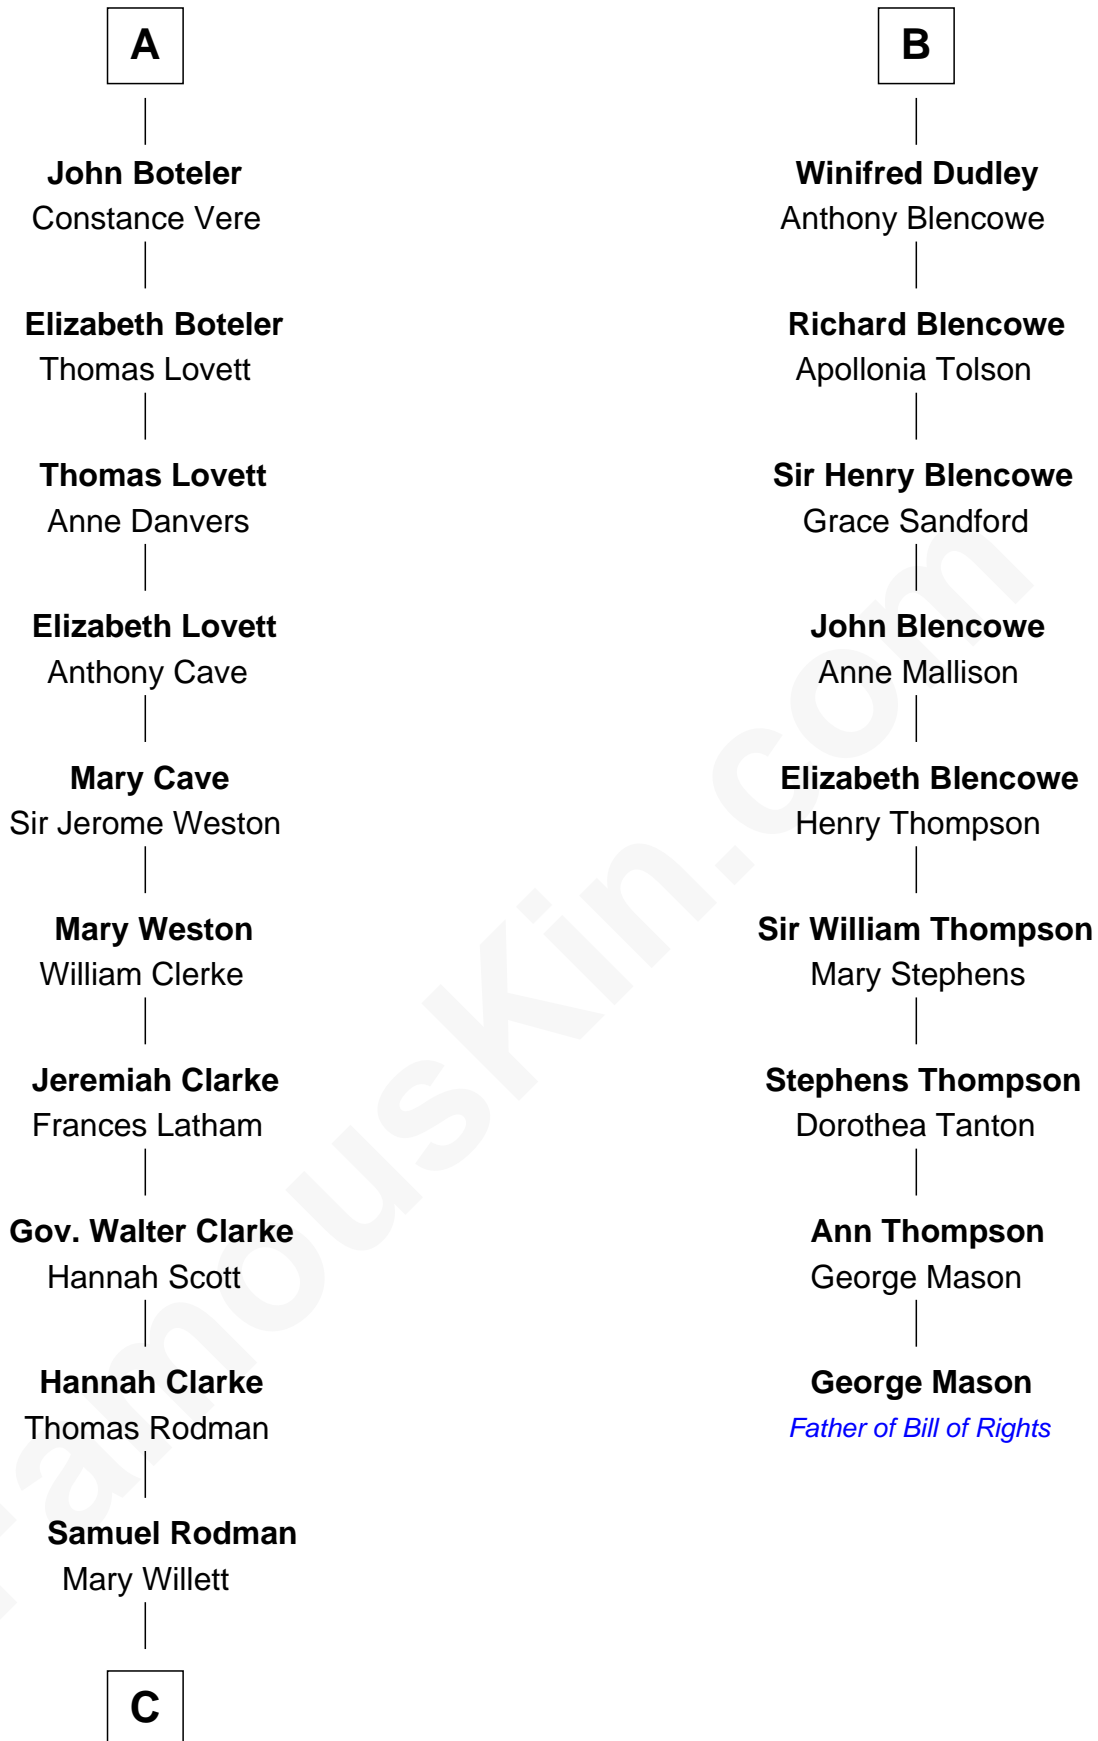 A
John Boteler
Constance Vere
Elizabeth Boteler
Thomas Lovett
Thomas Lovett
Anne Danvers
Elizabeth Lovett
Anthony Cave
Mary Cave
Sir Jerome Weston
Mary Weston
William Clerke
Jeremiah Clarke
Frances Latham
Gov. Walter Clarke
Hannah Scott
Hannah Clarke
Thomas Rodman
Samuel Rodman
Mary Willett
C
B
Winifred Dudley
Anthony Blencowe
Richard Blencowe
Apollonia Tolson
Sir Henry Blencowe
Grace Sandford
John Blencowe
Anne Mallison
Elizabeth Blencowe
Henry Thompson
Sir William Thompson
Mary Stephens
Stephens Thompson
Dorothea Tanton
Ann Thompson
George Mason
George Mason
Father of Bill of Rights
FamousKin.com